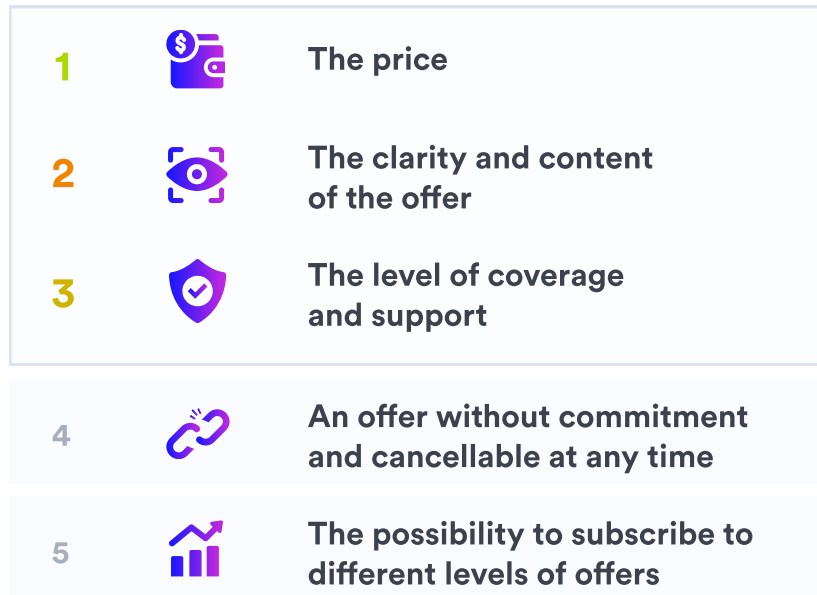 1
$
The price
2
The clarity and content
of the offer
3
The level of coverage
and support
4
An offer without commitment
and cancellable at any time
5
The possibility to subscribe to
different levels of offers